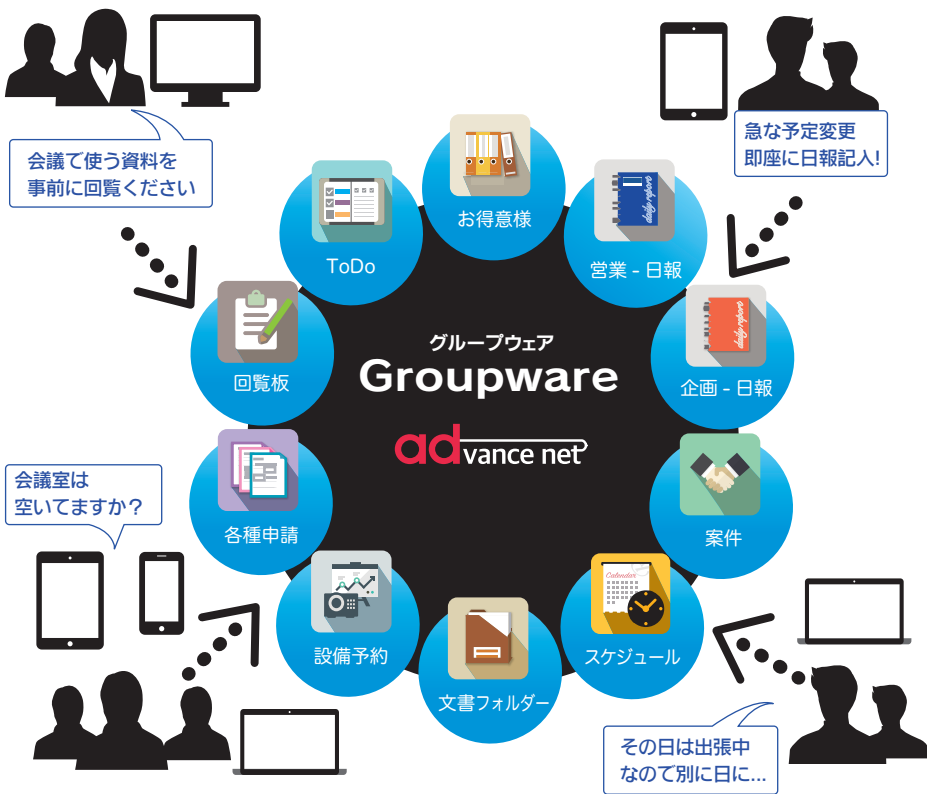 会議で使う資料を
事前に回覧ください
急な予定変更
即座に日報記入!
お得意様
ToDo
daily report
営業 - 日報
回覧板
daily report
企画 - 日報
グループウェア
Groupware
advance net
会議室は
空いてますか？
各種申請
案件
Calendar
設備予約
スケジュール
文書フォルダー
その日は出張中
なので別に日に...